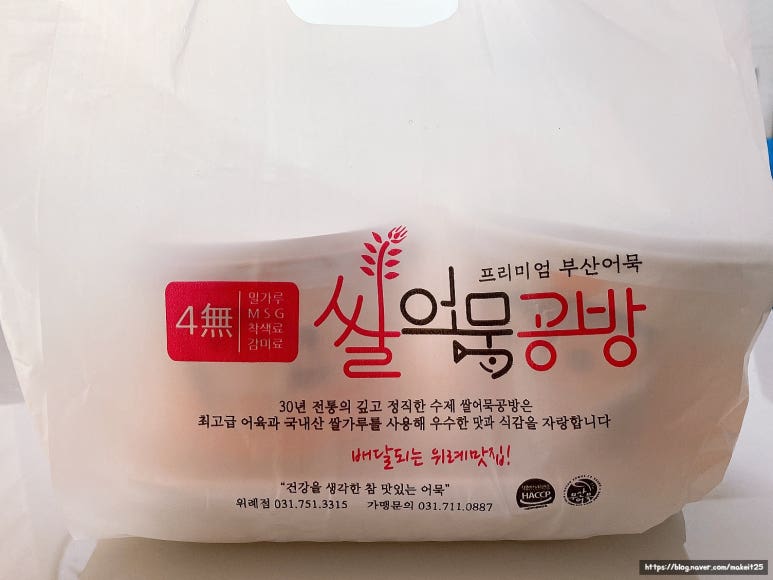 프리미엄 부산어묵
쌀어묵공방
4無
밀가루
MSG
착색료
감미료
30년 전통의 깊고 정직한 수제 쌀어묵공방은
최고급 어육과 국내산 쌀가루를 사용해 우수한 맛과 식감을 자랑합니다
배달되는 위례맛집!
"건강을 생각한 참 맛있는 어묵"
위례점 031.751.3315 가맹문의 031.711.0887
HACCP
https://blog.naver.com/makeit25